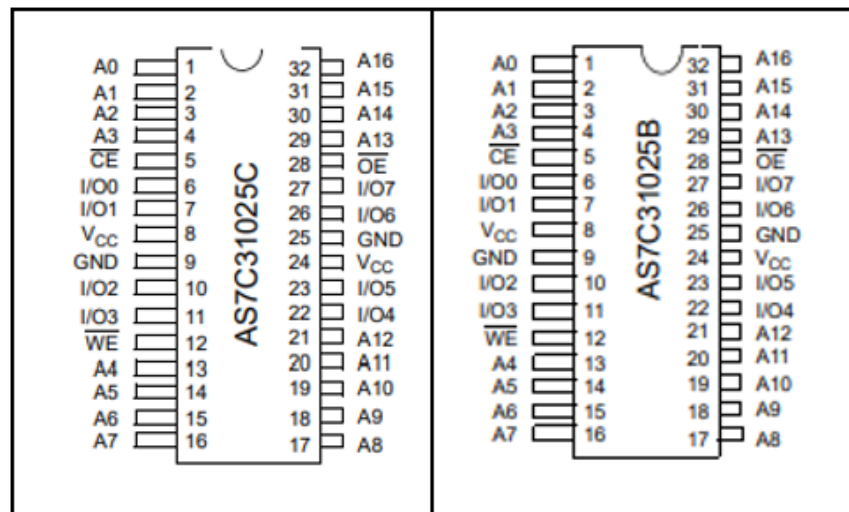 A0 1 32 A16
A1 2 31 A15
A2 3 30 A14
A3 4 29 A13
CE 5 28 OE
I/O0 6 27 I/O7
I/O1 7 26 I/O6
VCC 8 25 GND
GND 9 24 VCC
I/O2 10 23 I/O5
I/O3 11 22 I/O4
WE 12 21 A12
A4 13 20 A11
A5 14 19 A10
A6 15 18 A9
A7 16 17 A8
AS7C31025C
A0 1 32 A16
A1 2 31 A15
A2 3 30 A14
A3 4 29 A13
CE 5 28 OE
I/O0 6 27 I/O7
I/O1 7 26 I/O6
VCC 8 25 GND
GND 9 24 VCC
I/O2 10 23 I/O5
I/O3 11 22 I/O4
WE 12 21 A12
A4 13 20 A11
A5 14 19 A10
A6 15 18 A9
A7 16 17 A8
AS7C31025B